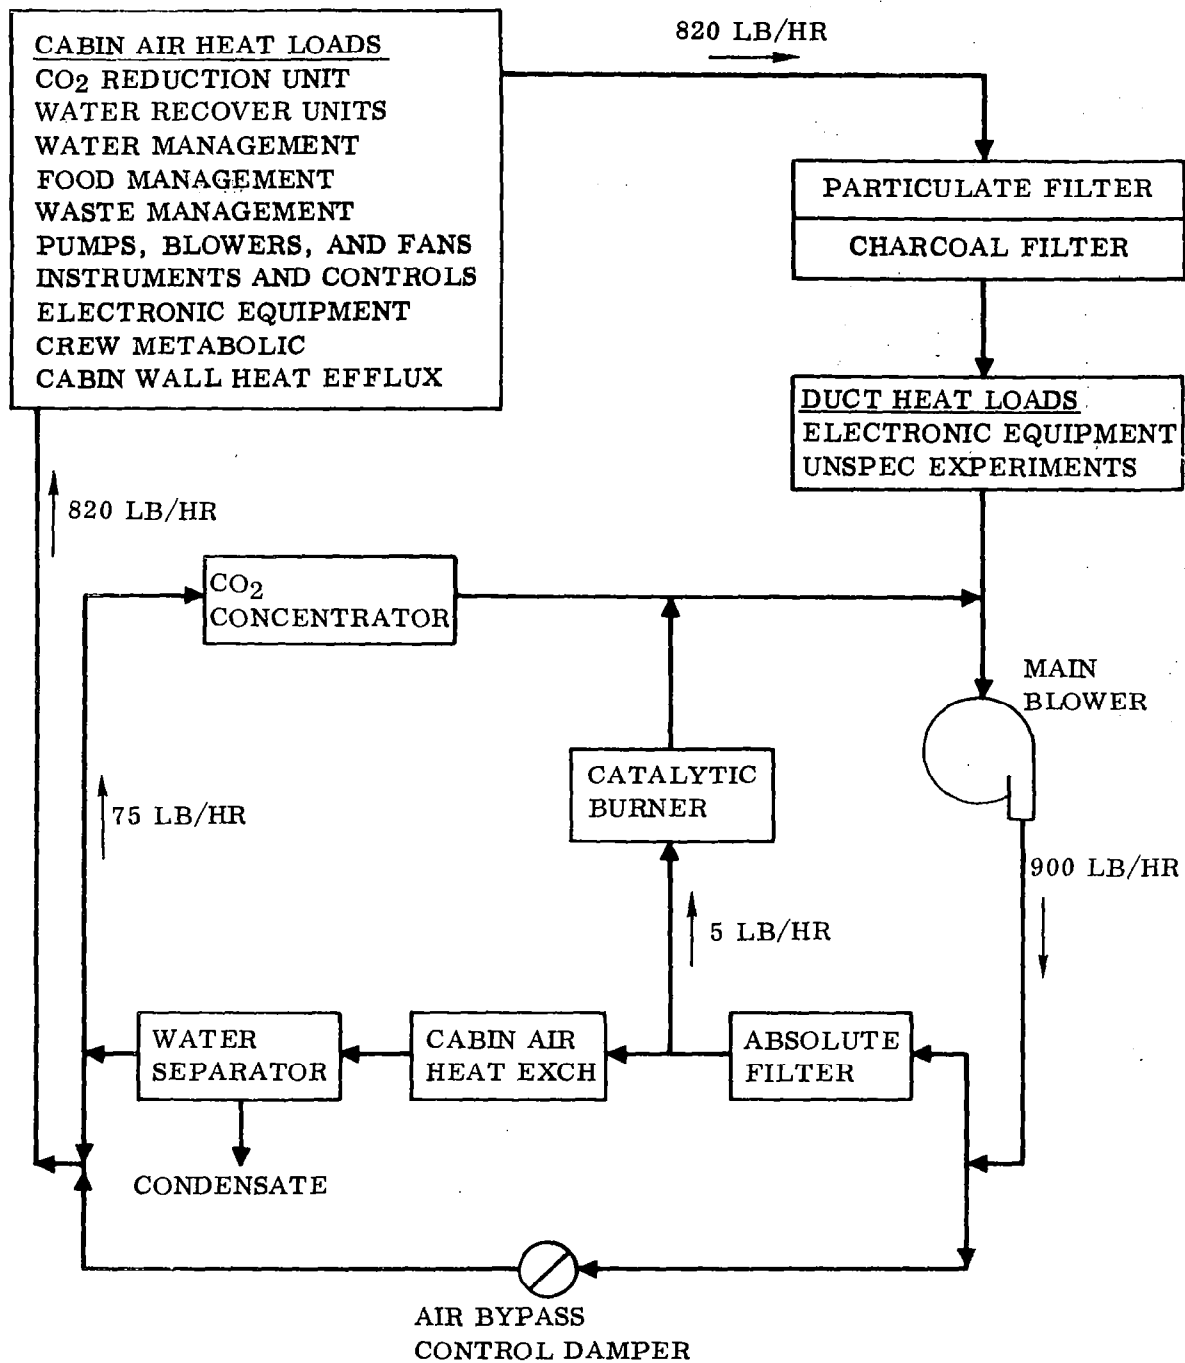 820 LB/HR
CABIN AIR HEAT LOADS
CO2 REDUCTION UNIT
WATER RECOVER UNITS
WATER MANAGEMENT
FOOD MANAGEMENT
WASTE MANAGEMENT
PUMPS, BLOWERS, AND FANS
INSTRUMENTS AND CONTROLS
ELECTRONIC EQUIPMENT
CREW METABOLIC
CABIN WALL HEAT EFFLUX
PARTICULATE FILTER
CHARCOAL FILTER
DUCT HEAT LOADS
ELECTRONIC EQUIPMENT
UNSPEC EXPERIMENTS
820 LB/HR
CO2
CONCENTRATOR
MAIN
BLOWER
CATALYTIC
BURNER
75 LB/HR
900 LB/HR
5 LB/HR
WATER
SEPARATOR
CABIN AIR
HEAT EXCH
ABSOLUTE
FILTER
CONDENSATE
AIR BYPASS
CONTROL DAMPER